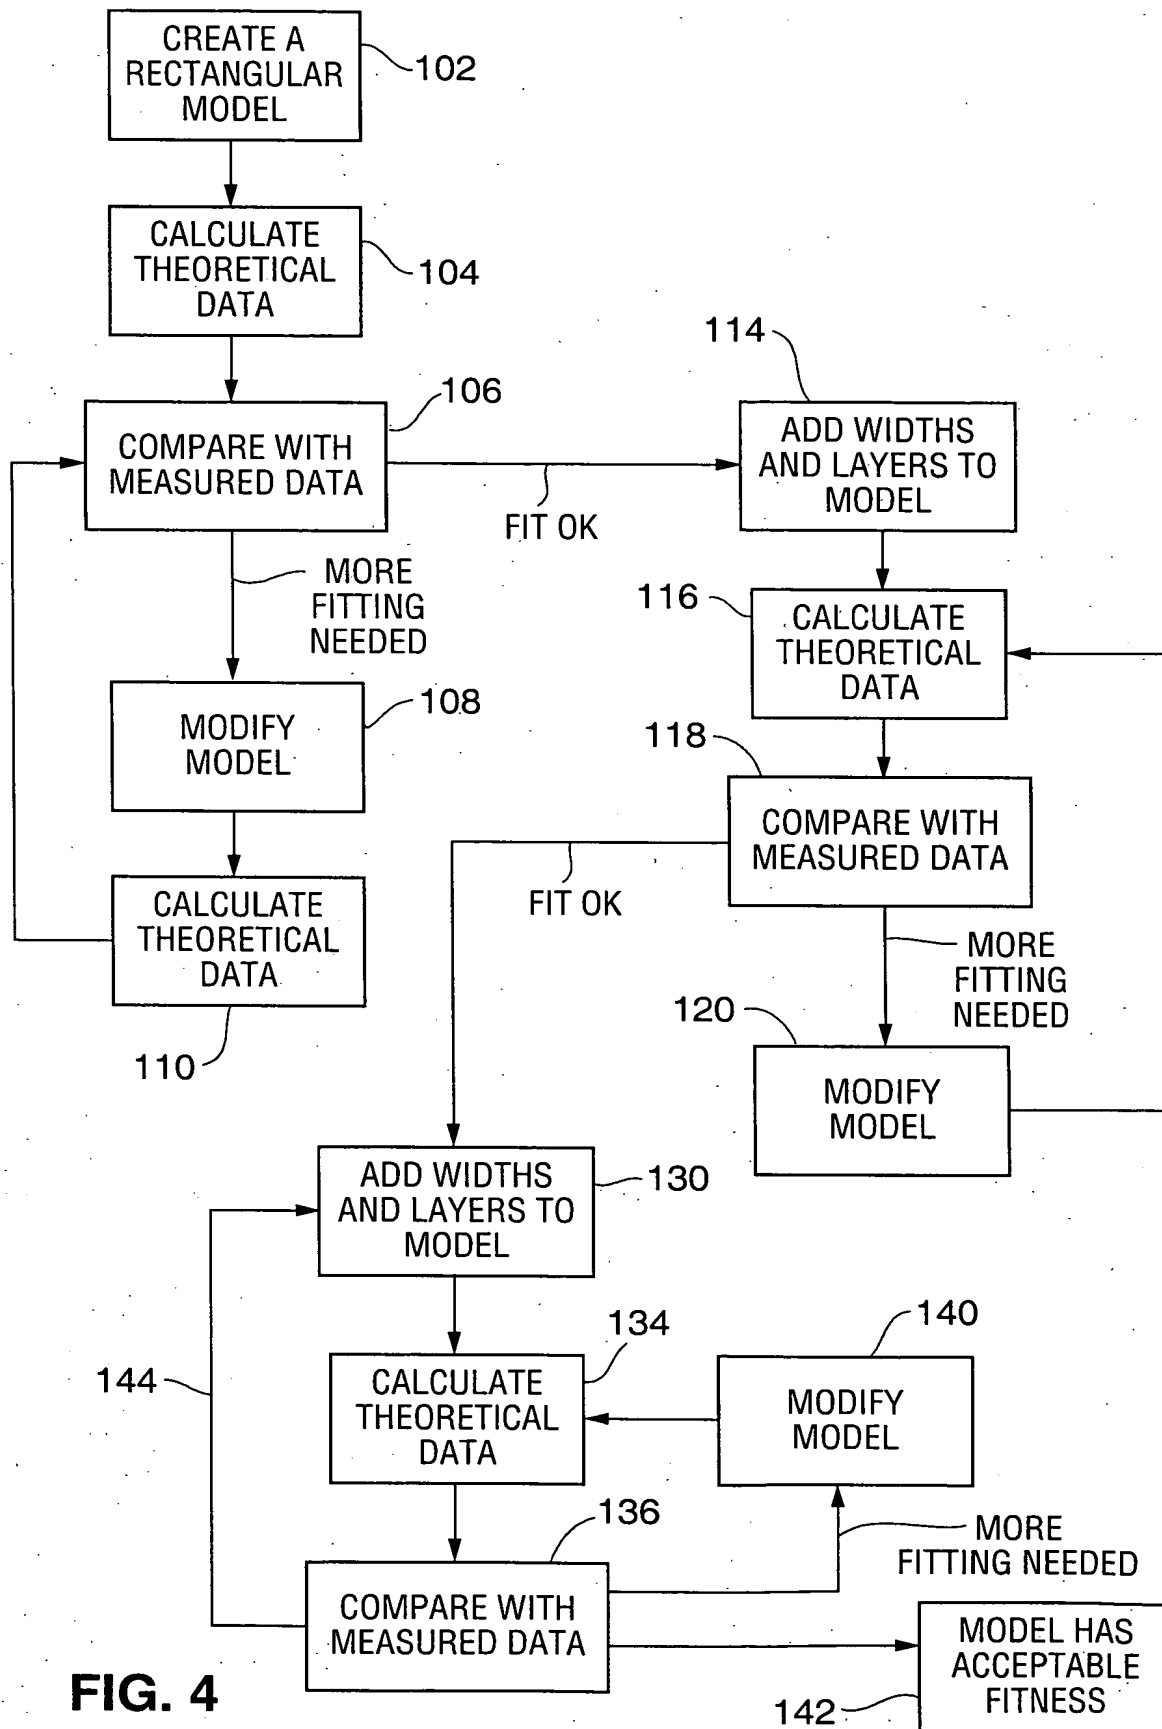 CREATE A
RECTANGULAR
MODEL
102
CALCULATE
THEORETICAL
DATA
104
COMPARE WITH
MEASURED DATA
106
FIT OK
MORE
FITTING
NEEDED
MODIFY
MODEL
108
CALCULATE
THEORETICAL
DATA
110
114
ADD WIDTHS
AND LAYERS TO
MODEL
116
CALCULATE
THEORETICAL
DATA
118
COMPARE WITH
MEASURED DATA
FIT OK
MORE
FITTING
NEEDED
120
MODIFY
MODEL
ADD WIDTHS
AND LAYERS TO
MODEL
130
134
CALCULATE
THEORETICAL
DATA
140
MODIFY
MODEL
144
136
COMPARE WITH
MEASURED DATA
MORE
FITTING NEEDED
MODEL HAS
ACCEPTABLE
FITNESS
142
FIG. 4